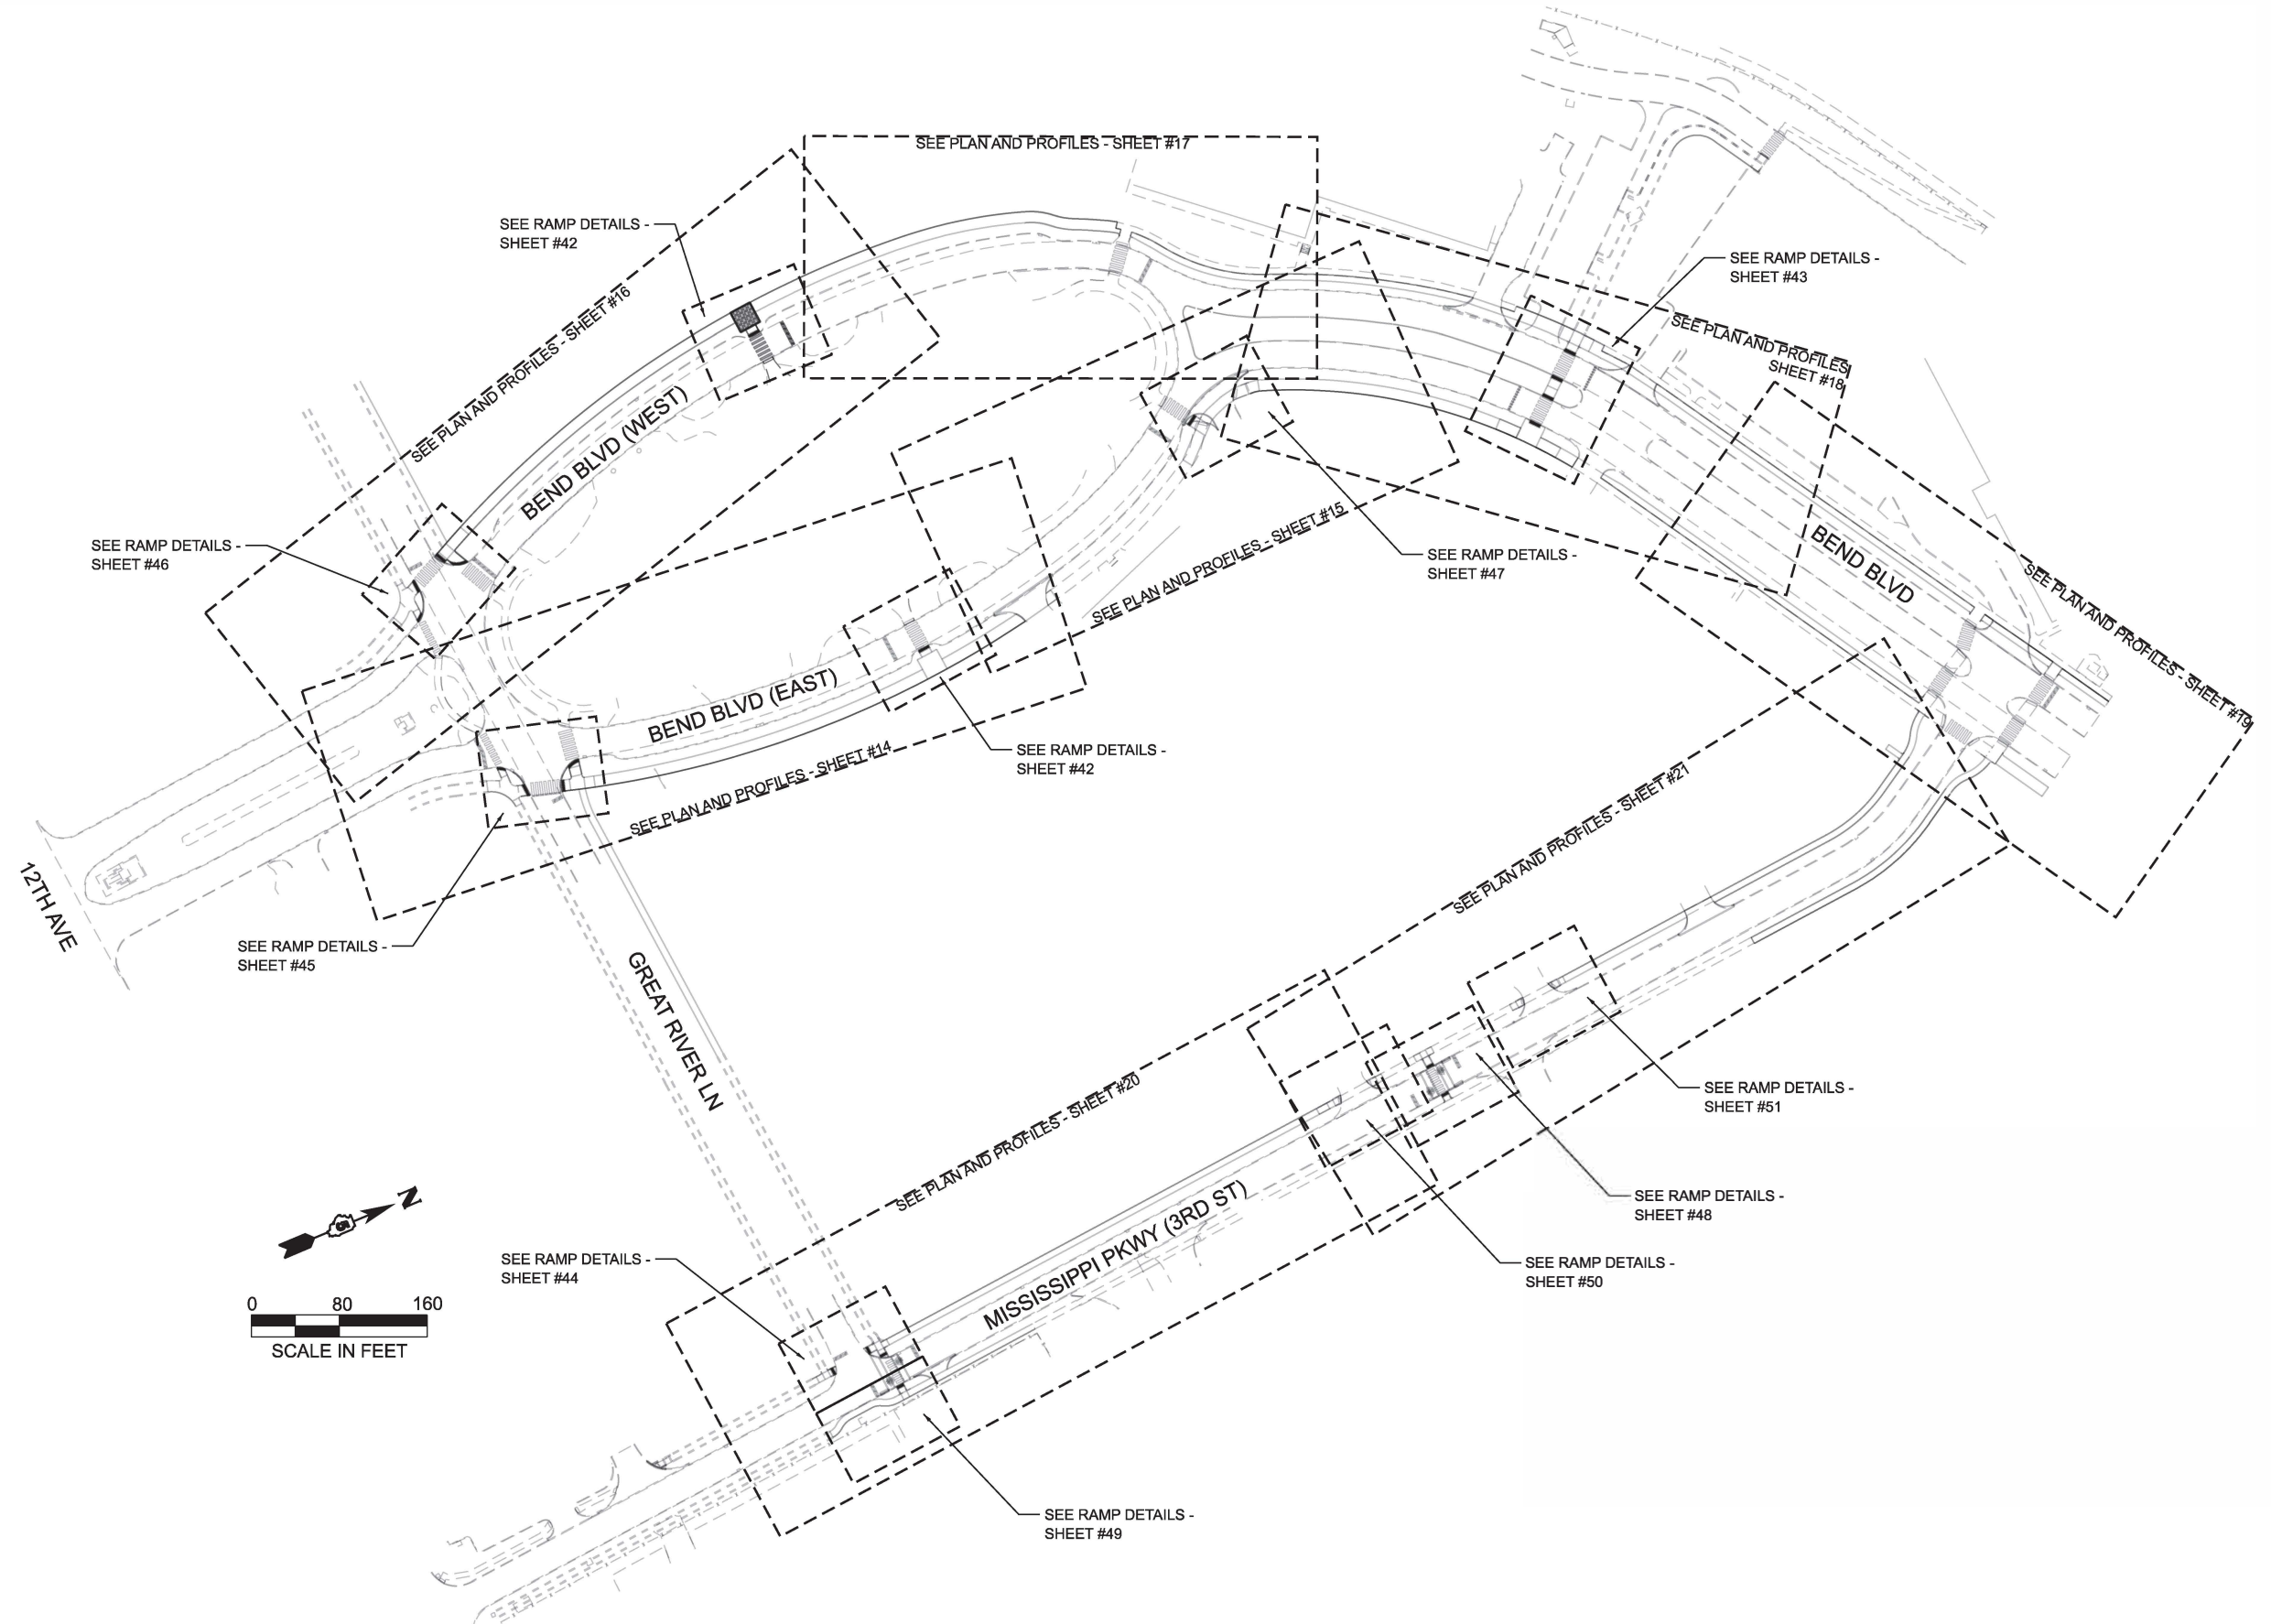 SEE PLAN AND PROFILES - SHEET #17
SEE RAMP DETAILS -
SHEET #42
SEE RAMP DETAILS -
SHEET #43
SEE PLAN AND PROFILES - SHEET #16
SEE PLAN AND PROFILES
SHEET #18
BEND BLVD (WEST)
SEE RAMP DETAILS -
SHEET #46
SEE PLAN AND PROFILES - SHEET #15
SEE RAMP DETAILS -
SHEET #47
BEND BLVD
SEE PLAN AND PROFILES - SHEET #19
BEND BLVD (EAST)
SEE RAMP DETAILS -
SHEET #42
SEE PLAN AND PROFILES - SHEET #14
SEE PLAN AND PROFILES - SHEET #21
12TH AVE
SEE RAMP DETAILS -
SHEET #45
GREAT RIVER LN
SEE RAMP DETAILS -
SHEET #51
SEE PLAN AND PROFILES - SHEET #20
SEE RAMP DETAILS -
SHEET #48
N
MISSISSIPPI PKWY (3RD ST)
SEE RAMP DETAILS -
SHEET #50
SEE RAMP DETAILS -
SHEET #44
0 80 160
SCALE IN FEET
SEE RAMP DETAILS -
SHEET #49